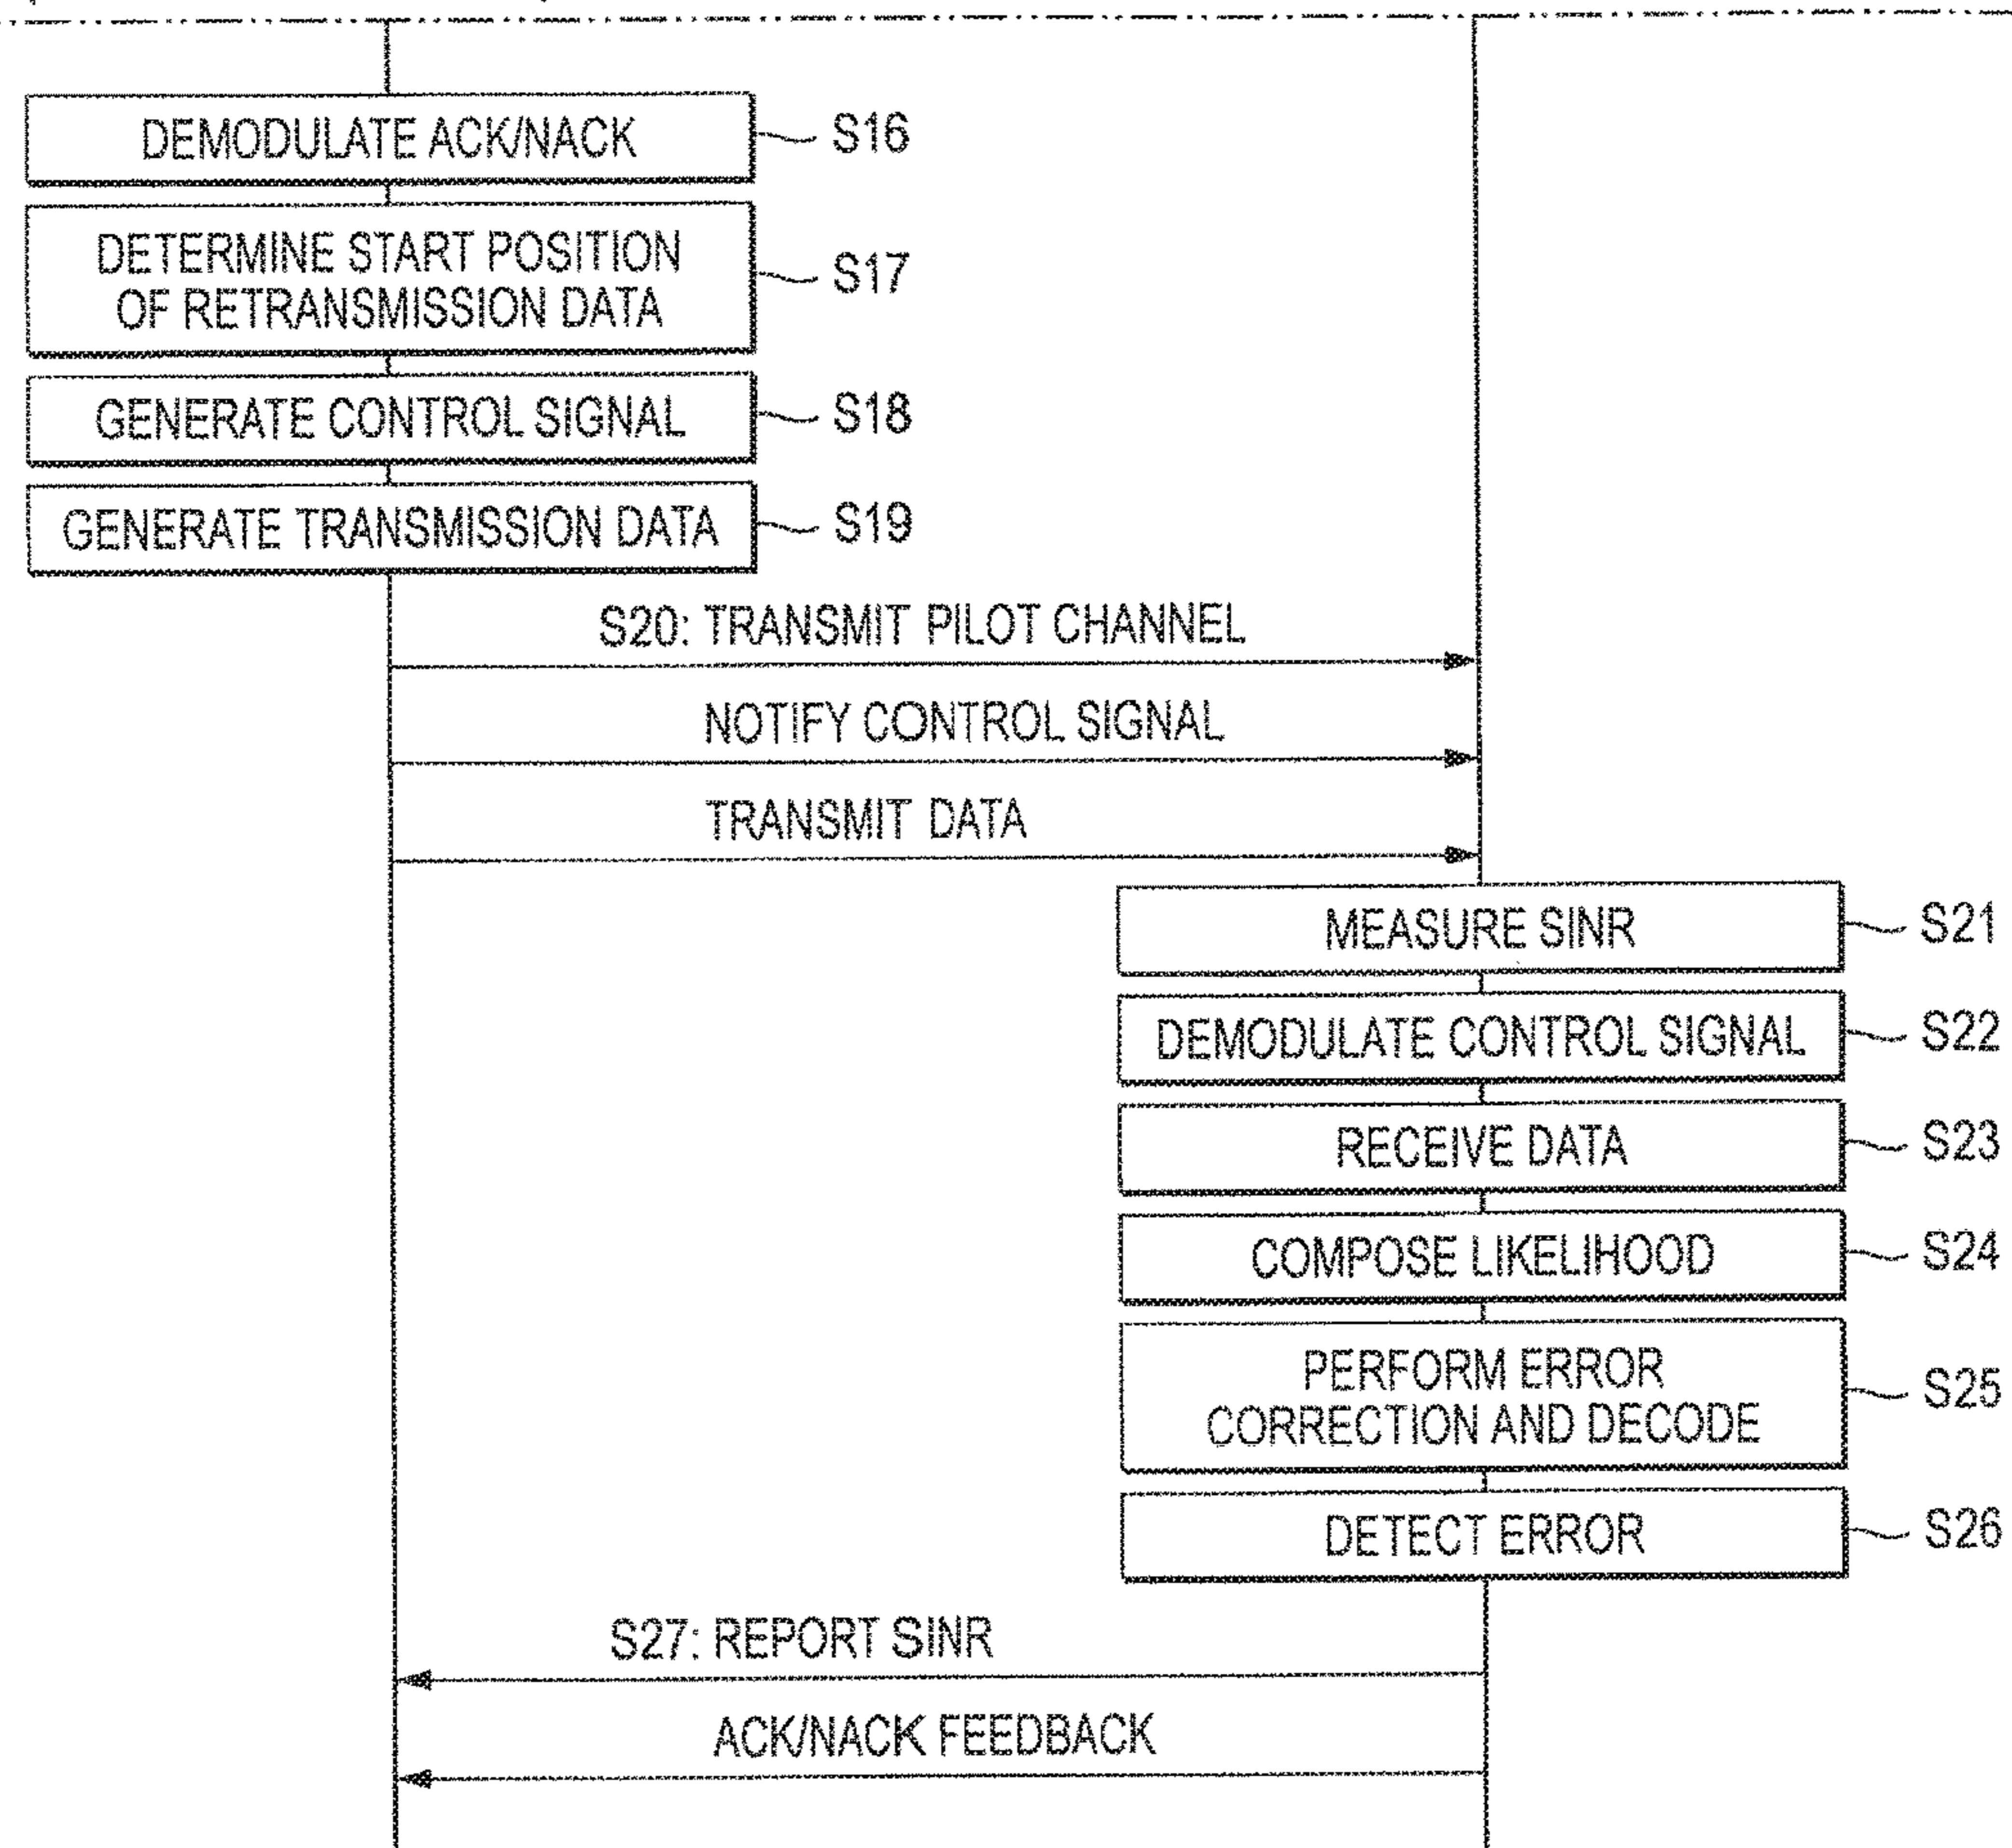 DEMODULATE ACK/NACK
S16
DETERMINE START POSITION
OF RETRANSMISSION DATA
S17
GENERATE CONTROL SIGNAL
S18
GENERATE TRANSMISSION DATA
S19
S20: TRANSMIT PILOT CHANNEL
NOTIFY CONTROL SIGNAL
TRANSMIT DATA
MEASURE SINR
S21
DEMODULATE CONTROL SIGNAL
S22
RECEIVE DATA
S23
COMPOSE LIKELIHOOD
S24
PERFORM ERROR
CORRECTION AND DECODE
S25
DETECT ERROR
S26
S27: REPORT SINR
ACK/NACK FEEDBACK